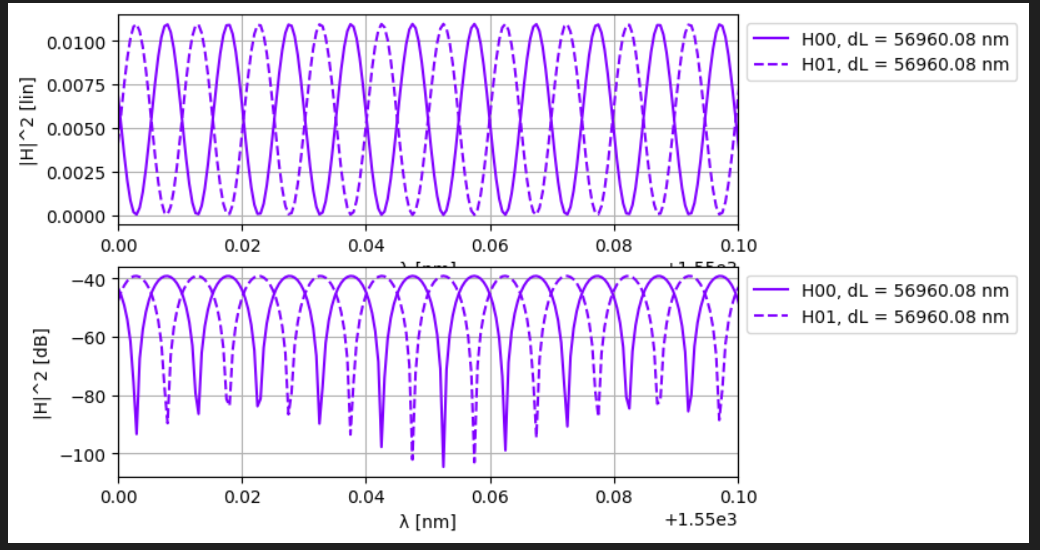 0.0100
0.0075
0.0050
0.0025
0.0000
|H|^2 [lin]
0.00 0.02 0.04 0.06 0.08 0.10
λ [nm]
+1.55e3
H00, dL = 56960.08 nm
H01, dL = 56960.08 nm
−40
−60
−80
−100
|H|^2 [dB]
0.00 0.02 0.04 0.06 0.08 0.10
λ [nm]
+1.55e3
H00, dL = 56960.08 nm
H01, dL = 56960.08 nm